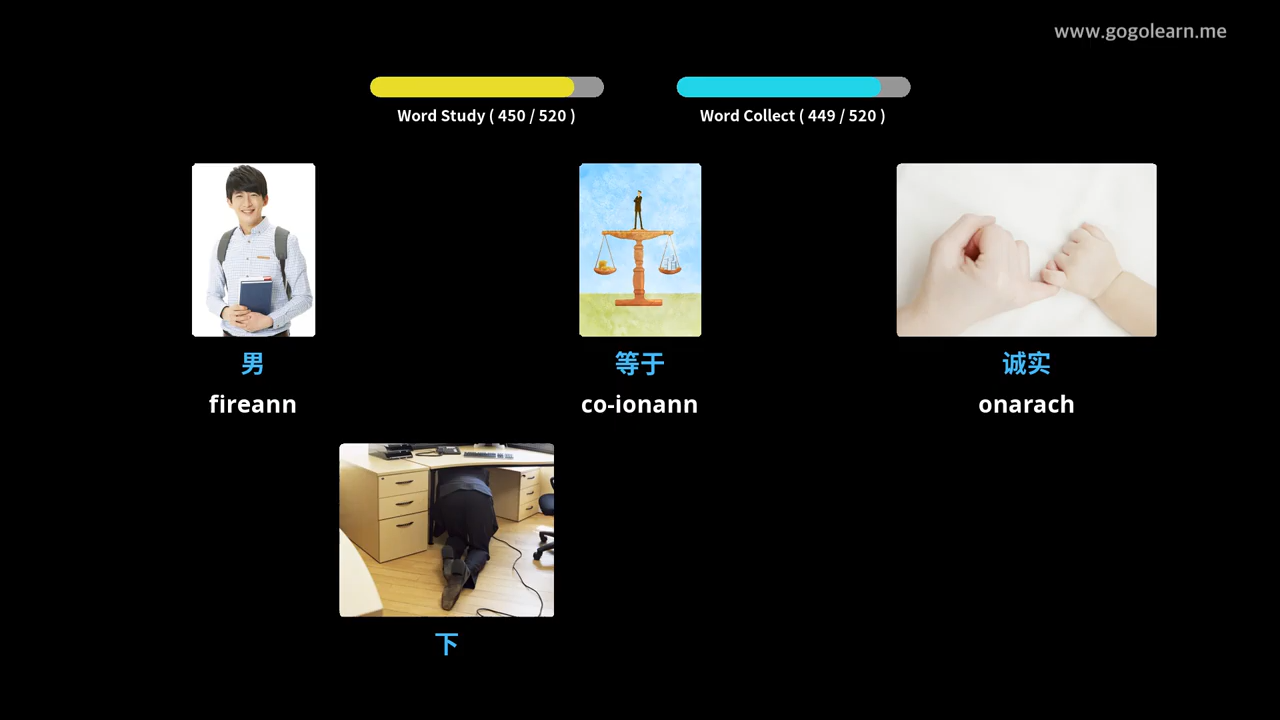 www.gogolearn.me
Word Study ( 450 / 520 )
Word Collect ( 449 / 520 )
男
等于
诚实
fireann
co-ionann
onarach
下